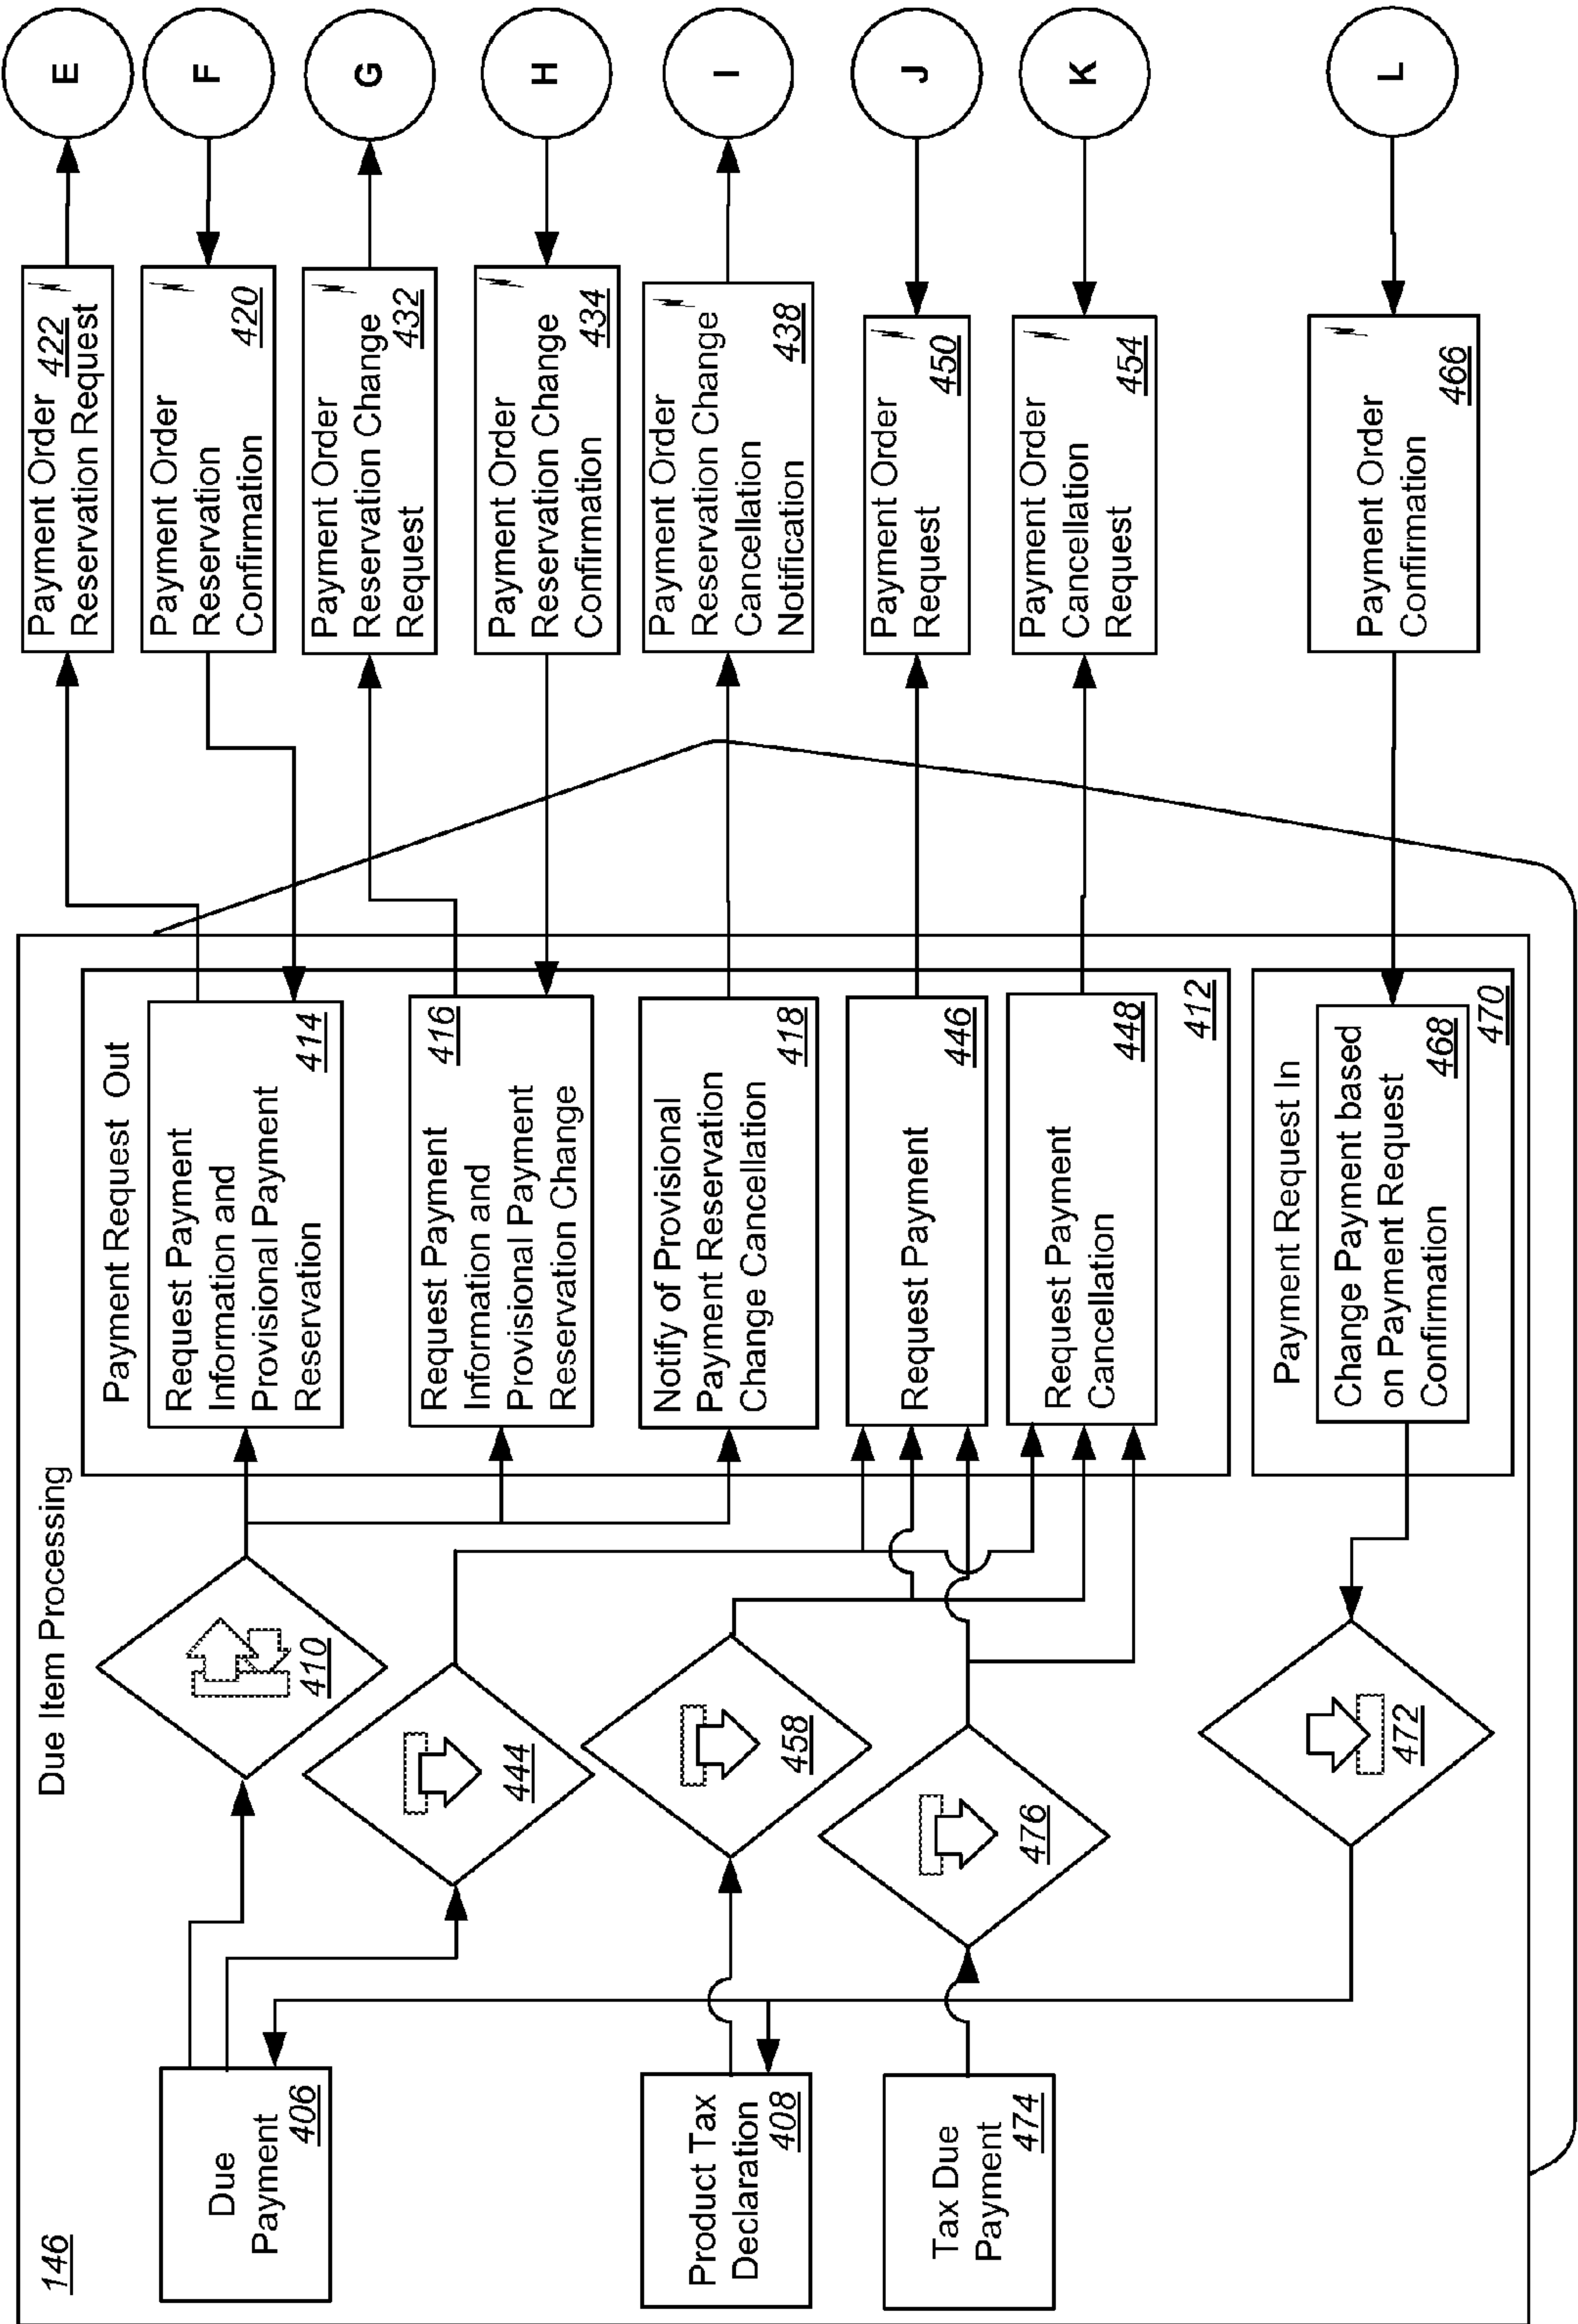 146
Due Item Processing
Due
Payment
406
Product Tax
Declaration
408
Tax Due
Payment
474
410
444
458
476
472
Payment Request Out
Request Payment
Information and
Provisional Payment
Reservation
414
Request Payment
Information and
Provisional Payment
Reservation Change
416
Notify of Provisional
Payment Reservation
Change Cancellation
418
Request Payment
446
Request Payment
Cancellation
448
412
Payment Request In
Change Payment based
on Payment Request
Confirmation
468
470
Payment Order 422
Reservation Request
Payment Order
Reservation
Confirmation
420
Payment Order
Reservation Change
Request
432
Payment Order
Reservation Change
Confirmation
434
Payment Order
Reservation Change
Cancellation
Notification
438
Payment Order
Request
450
Payment Order
Cancellation
Request
454
Payment Order
Confirmation
466
E
F
G
H
I
J
K
L